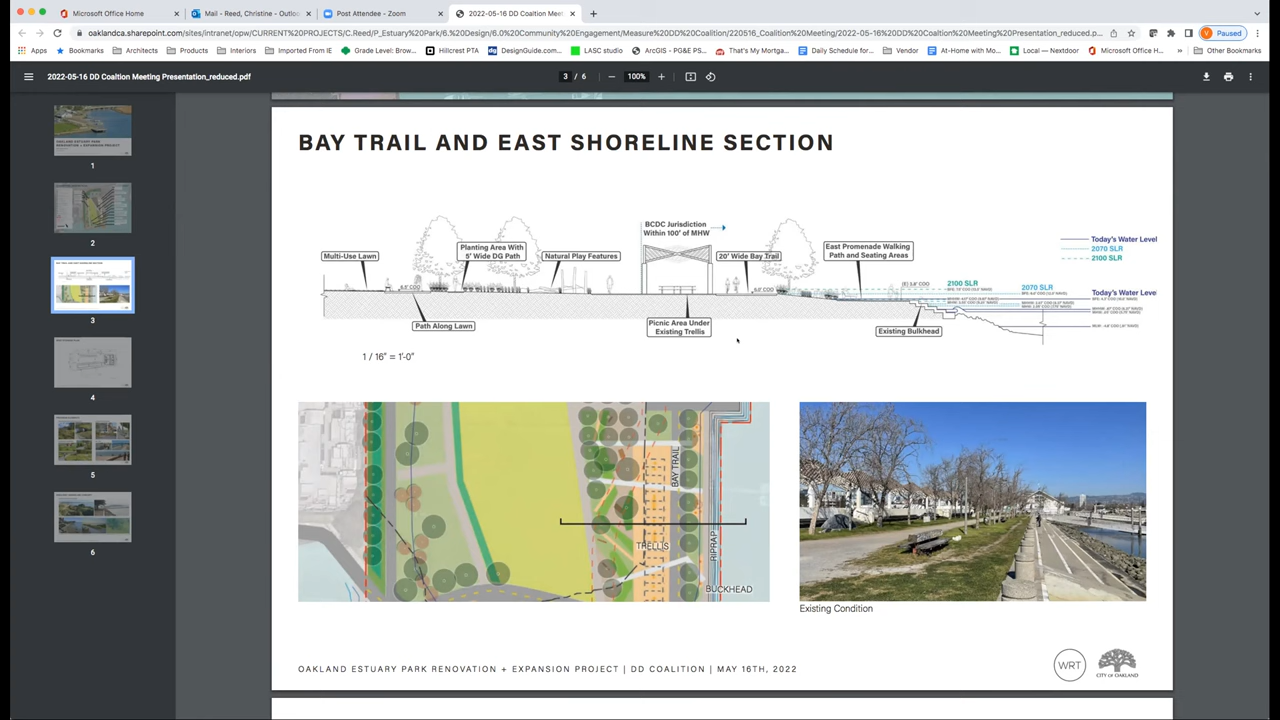 Microsoft Office Home
Mail - Reed, Christine - Outloo
Post Attendee - Zoom
2022-05-16 DD Coaltion Meet
oaklandca.sharepoint.com/sites/intranet/opw/CURRENT%20PROJECTS/C.Reed/P_Estuary%20Park/6.%20Design/6.0%20Community%20Engagement/Measure%20DD%20Coalition/220516_Coalition%20Meeting/2022-05-16%20DD%20Coaltion%20Meeting%20Presentation_reduced.p...
Paused
Apps
Bookmarks
Architects
Products
Interiors
Imported From IE
Grade Level: Brow...
Hillcrest PTA
DesignGuide.com...
LASC studio
ArcGIS - PG&E PS...
That's My Mortga...
Daily Schedule for...
Vendor
At-Home with Mo...
Local — Nextdoor
Microsoft Office H...
Other Bookmarks
2022-05-16 DD Coaltion Meeting Presentation_reduced.pdf
3 / 6
100%
1
2
3
4
5
6
BAY TRAIL AND EAST SHORELINE SECTION
BCDC Jurisdiction
Within 100' of MHW
Multi-Use Lawn
Planting Area With
5' Wide DG Path
Natural Play Features
20' Wide Bay Trail
East Promenade Walking
Path and Seating Areas
Today's Water Level
2070 SLR
2100 SLR
2100 SLR
2070 SLR
Today's Water Level
Path Along Lawn
Picnic Area Under
Existing Trellis
Existing Bulkhead
1 / 16" = 1'-0"
BAY TRAIL
TRELLIS
RIPRAP
BUCKHEAD
Existing Condition
OAKLAND ESTUARY PARK RENOVATION + EXPANSION PROJECT | DD COALITION | MAY 16TH, 2022
WRT
CITY OF OAKLAND